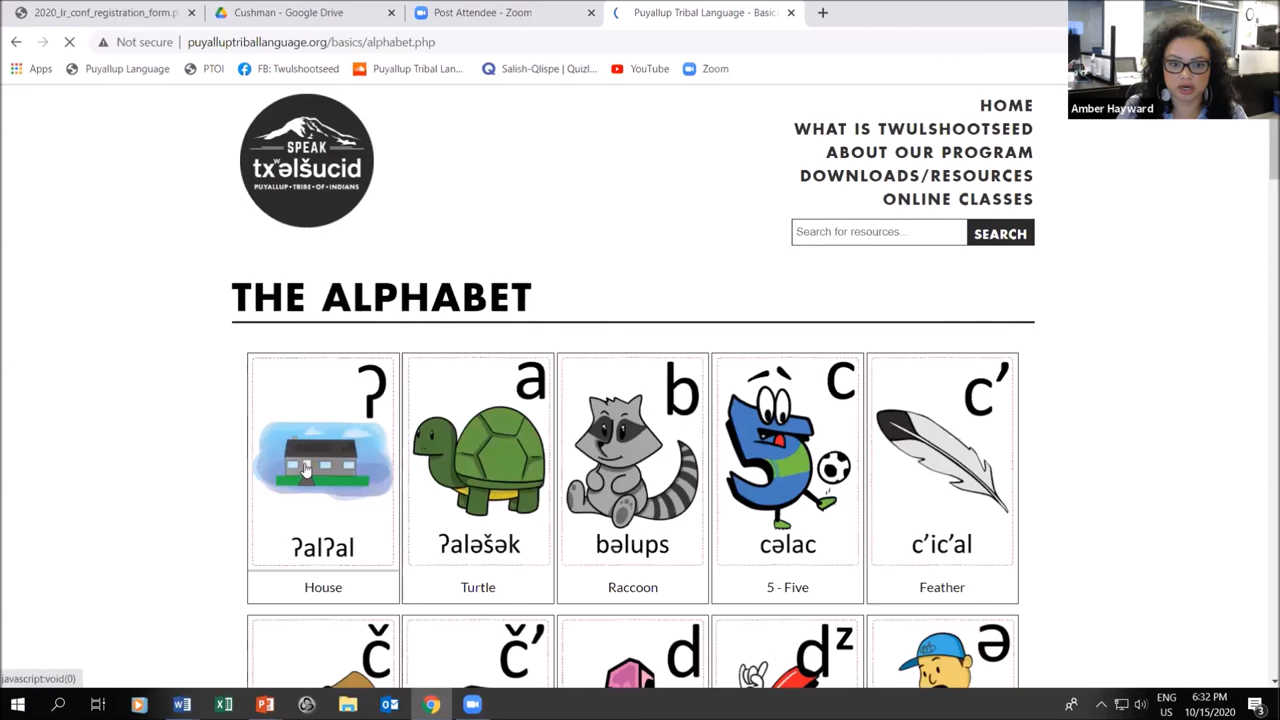 2020_lr_conf_registration_form.p
Cushman - Google Drive
Post Attendee - Zoom
Puyallup Tribal Language - Basic
Not secure
puyalluptriballanguage.org/basics/alphabet.php
Apps
Puyallup Language
PTOI
FB: Twulshootseed
Puyallup Tribal Lan...
Salish-Qlispe | Quizl...
YouTube
Zoom
Amber Hayward
SPEAK
txʷəlšucid
PUYALLUP•TRIBE•OF•INDIANS
HOME
WHAT IS TWULSHOOTSEED
ABOUT OUR PROGRAM
DOWNLOADS/RESOURCES
ONLINE CLASSES
Search for resources...
SEARCH
THE ALPHABET
ʔ
ʔalʔal
House
a
ʔaləšək
Turtle
b
bəlups
Raccoon
c
5
cəlac
5 - Five
c’
c’ic’al
Feather
č
č’
d
dᶻ
ə
javascript:void(0)
ENG
US
6:32 PM
10/15/2020
3